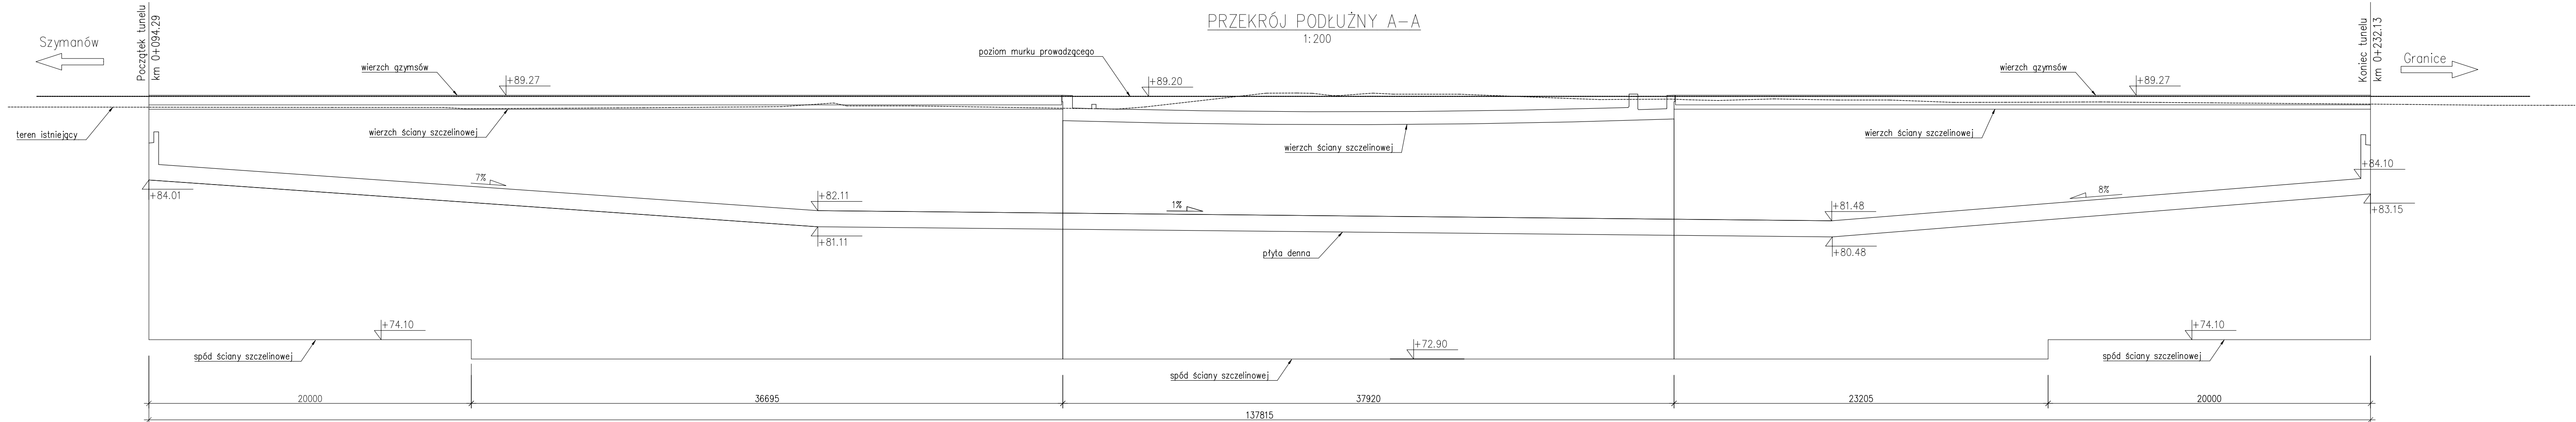 PRZEKRÓJ PODŁUŻNY A-A
1:200
Szymanów
Początek tunelu
km 0+094.29
Koniec tunelu
km 0+232.13
Granice
wierzch gzymsów
+89.27
poziom murku prowadzącego
+89.20
wierzch gzymsów
+89.27
teren istniejący
wierzch ściany szczelinowej
wierzch ściany szczelinowej
wierzch ściany szczelinowej
+84.01
7%
+82.11
+81.11
1%
płyta denna
+81.48
+80.48
8%
+84.10
+83.15
+74.10
spód ściany szczelinowej
+72.90
spód ściany szczelinowej
+74.10
spód ściany szczelinowej
20000
36695
37920
23205
20000
137815